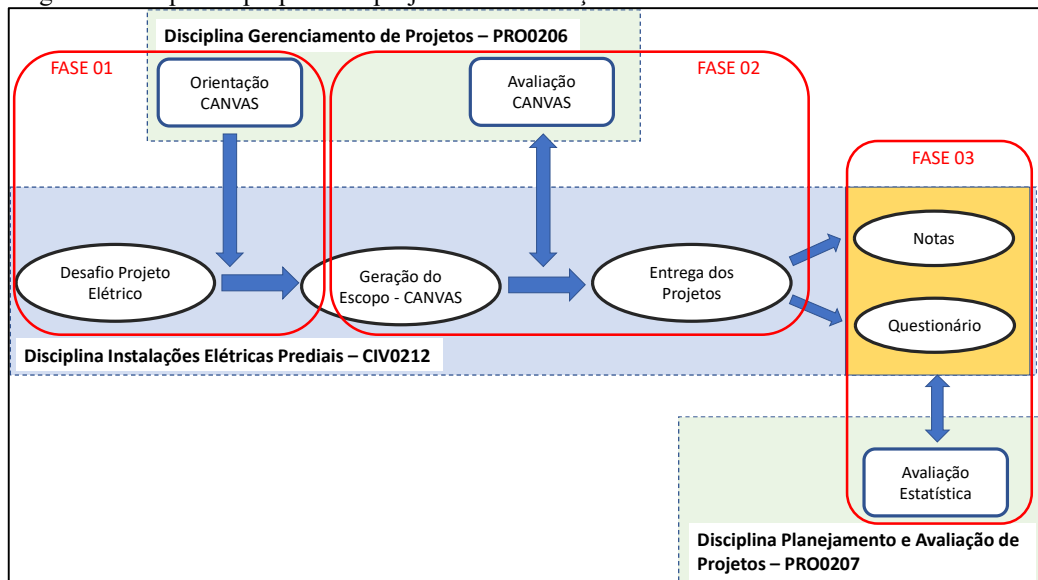 Disciplina Gerenciamento de Projetos – PRO0206
FASE 01
Orientação
CANVAS
Avaliação
CANVAS
FASE 02
FASE 03
Desafio Projeto
Elétrico
Geração do
Escopo - CANVAS
Entrega dos
Projetos
Notas
Questionário
Disciplina Instalações Elétricas Prediais – CIV0212
Avaliação
Estatística
Disciplina Planejamento e Avaliação de
Projetos – PRO0207